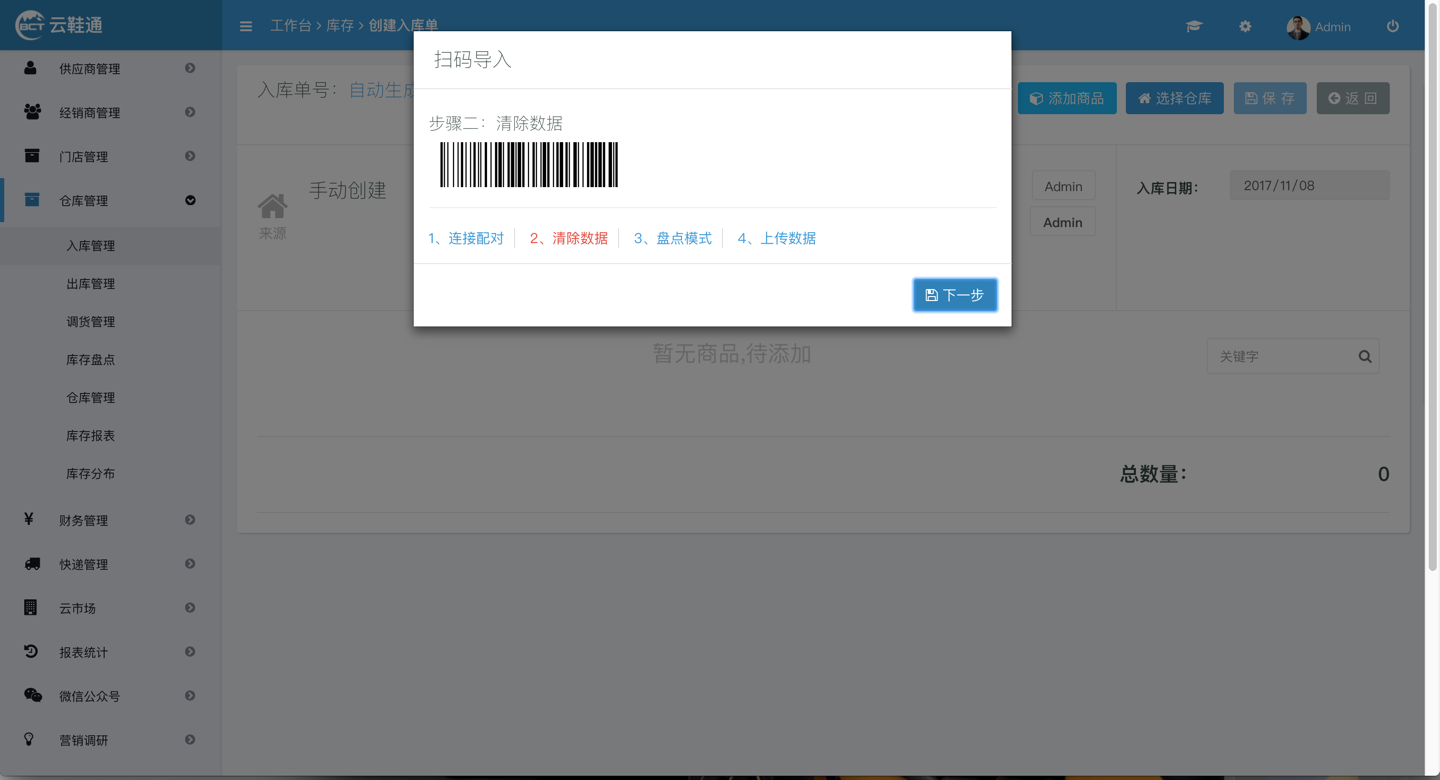 BCT 云鞋通
工作台 > 库存 > 创建入库单
Admin
供应商管理
经销商管理
门店管理
仓库管理
入库管理
出库管理
调货管理
库存盘点
仓库管理
库存报表
库存分布
¥ 财务管理
快递管理
云市场
报表统计
微信公众号
营销调研
入库单号： 自动生成
添加商品
选择仓库
保 存
返 回
来源
手动创建
Admin
Admin
入库日期：
2017/11/08
扫码导入
步骤二：清除数据
1、连接配对
2、清除数据
3、盘点模式
4、上传数据
下一步
暂无商品,待添加
关键字
总数量：
0